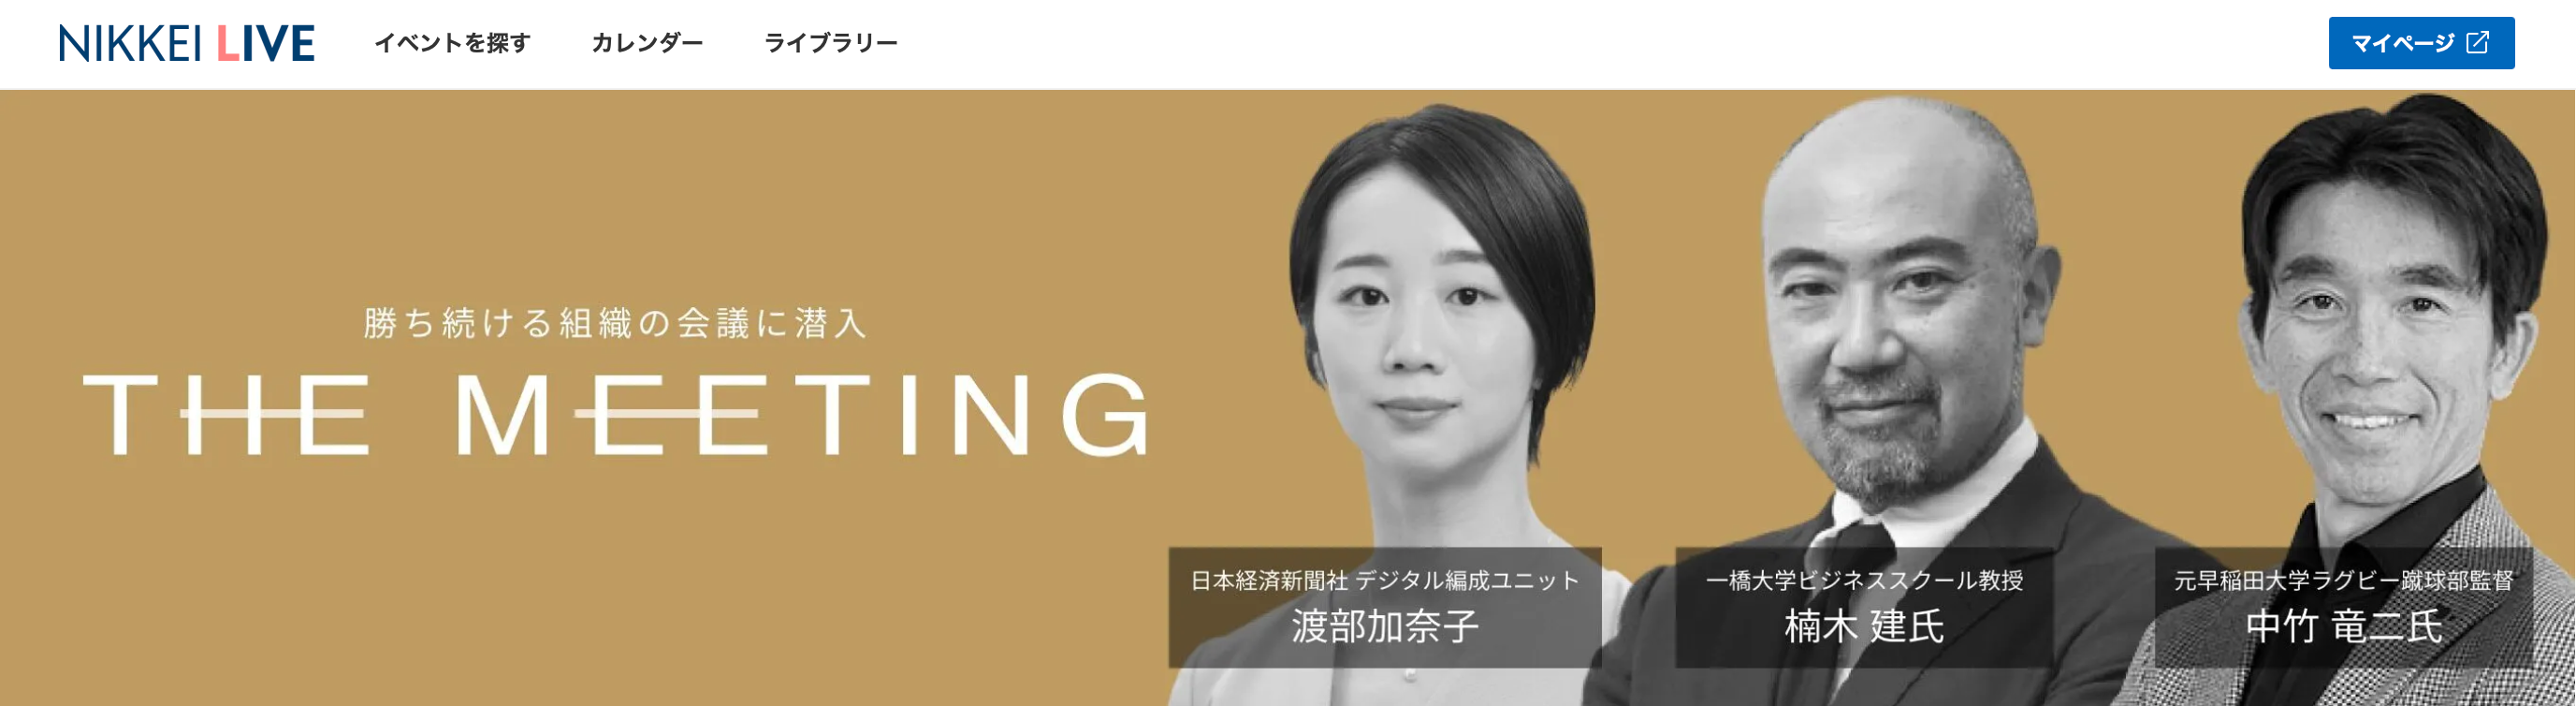 NIKKEI LIVE
イベントを探す
カレンダー
ライブラリー
マイページ
勝ち続ける組織の会議に潜入
THE MEETING
日本経済新聞社 デジタル編成ユニット
渡部加奈子
一橋大学ビジネススクール教授
楠木 建氏
元早稲田大学ラグビー蹴球部監督
中竹 竜二氏